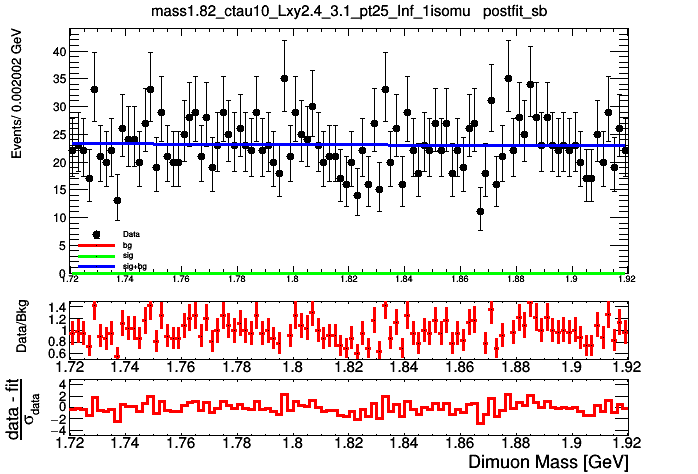 mass1.82_ctau10_Lxy2.4_3.1_pt25_Inf_1isomu postfit_sb
Events/ 0.002002 GeV
40
35
30
25
20
15
10
5
0
Data
bg
sig
sig+bg
1.72 1.74 1.76 1.78 1.8 1.82 1.84 1.86 1.88 1.9 1.92
Data/Bkg
1.4
1.2
1
0.8
0.6
1.72 1.74 1.76 1.78 1.8 1.82 1.84 1.86 1.88 1.9 1.92
data - fit
σdata
4
2
0
−2
−4
1.72 1.74 1.76 1.78 1.8 1.82 1.84 1.86 1.88 1.9 1.92
Dimuon Mass [GeV]